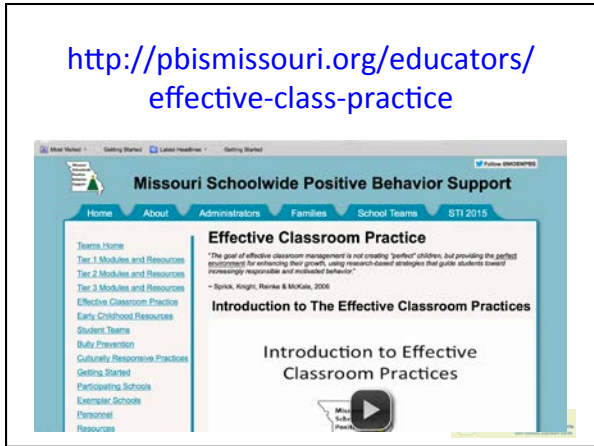 http://pbismissouri.org/educators/
effective-class-practice
Most Visited Getting Started Latest Headlines Getting Started
Missouri
Schoolwide
Positive
Behavior
Support
Follow @MOSWPBS
Missouri Schoolwide Positive Behavior Support
Home About Administrators Families School Teams STI 2015
Teams Home
Tier 1 Modules and Resources
Tier 2 Modules and Resources
Tier 3 Modules and Resources
Effective Classroom Practice
Early Childhood Resources
Student Teams
Bully Prevention
Culturally Responsive Practices
Getting Started
Participating Schools
Exempler Schools
Personnel
Resources
Effective Classroom Practice
"The goal of effective classroom management is not creating "perfect" children, but providing the perfect
environment for enhancing their growth, using research-based strategies that guide students toward
increasingly responsible and motivated behavior."
~ Sprick, Knight, Reinke & McKale, 2006
Introduction to The Effective Classroom Practices
Introduction to Effective
Classroom Practices